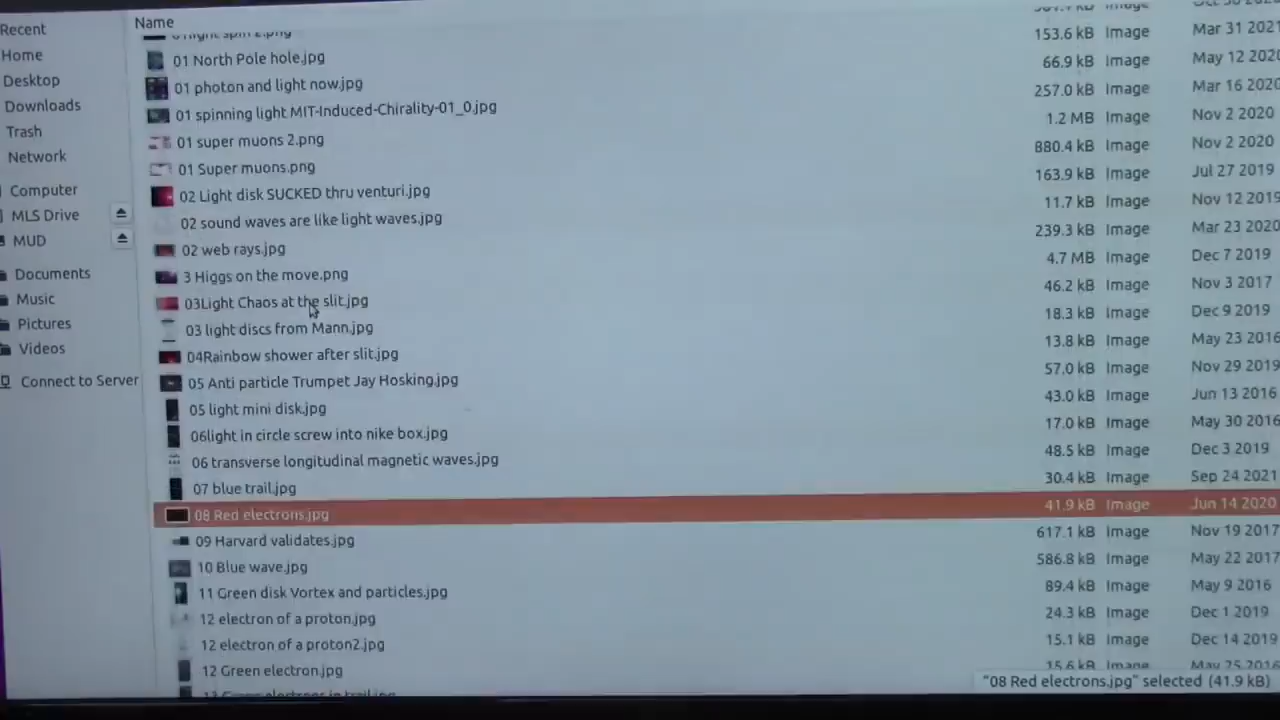 Name
Recent
Home
Desktop
Downloads
Trash
Network
Computer
MLS Drive
MUD
Documents
Music
Pictures
Videos
Connect to Server
01 North Pole hole.jpg 153.6 kB Image Mar 31 2021
01 photon and light now.jpg 66.9 kB Image May 12 2020
01 spinning light MIT-Induced-Chirality-01_0.jpg 257.0 kB Image Mar 16 2020
01 super muons 2.png 1.2 MB Image Nov 2 2020
01 Super muons.png 880.4 kB Image Nov 2 2020
02 Light disk SUCKED thru venturi.jpg 163.9 kB Image Jul 27 2019
02 sound waves are like light waves.jpg 11.7 kB Image Nov 12 2019
02 web rays.jpg 239.3 kB Image Mar 23 2020
3 Higgs on the move.png 4.7 MB Image Dec 7 2019
03Light Chaos at the slit.jpg 46.2 kB Image Nov 3 2017
03 light discs from Mann.jpg 18.3 kB Image Dec 9 2019
04Rainbow shower after slit.jpg 13.8 kB Image May 23 2016
05 Anti particle Trumpet Jay Hosking.jpg 57.0 kB Image Nov 29 2019
05 light mini disk.jpg 43.0 kB Image Jun 13 2016
06light in circle screw into nike box.jpg 17.0 kB Image May 30 2016
06 transverse longitudinal magnetic waves.jpg 48.5 kB Image Dec 3 2019
07 blue trail.jpg 30.4 kB Image Sep 24 2021
08 Red electrons.jpg 41.9 kB Image Jun 14 2020
09 Harvard validates.jpg 617.1 kB Image Nov 19 2017
10 Blue wave.jpg 586.8 kB Image May 22 2017
11 Green disk Vortex and particles.jpg 89.4 kB Image May 9 2016
12 electron of a proton.jpg 24.3 kB Image Dec 1 2019
12 electron of a proton2.jpg 15.1 kB Image Dec 14 2019
12 Green electron.jpg 15.6 kB Image May 25 2016
"08 Red electrons.jpg" selected (41.9 kB)